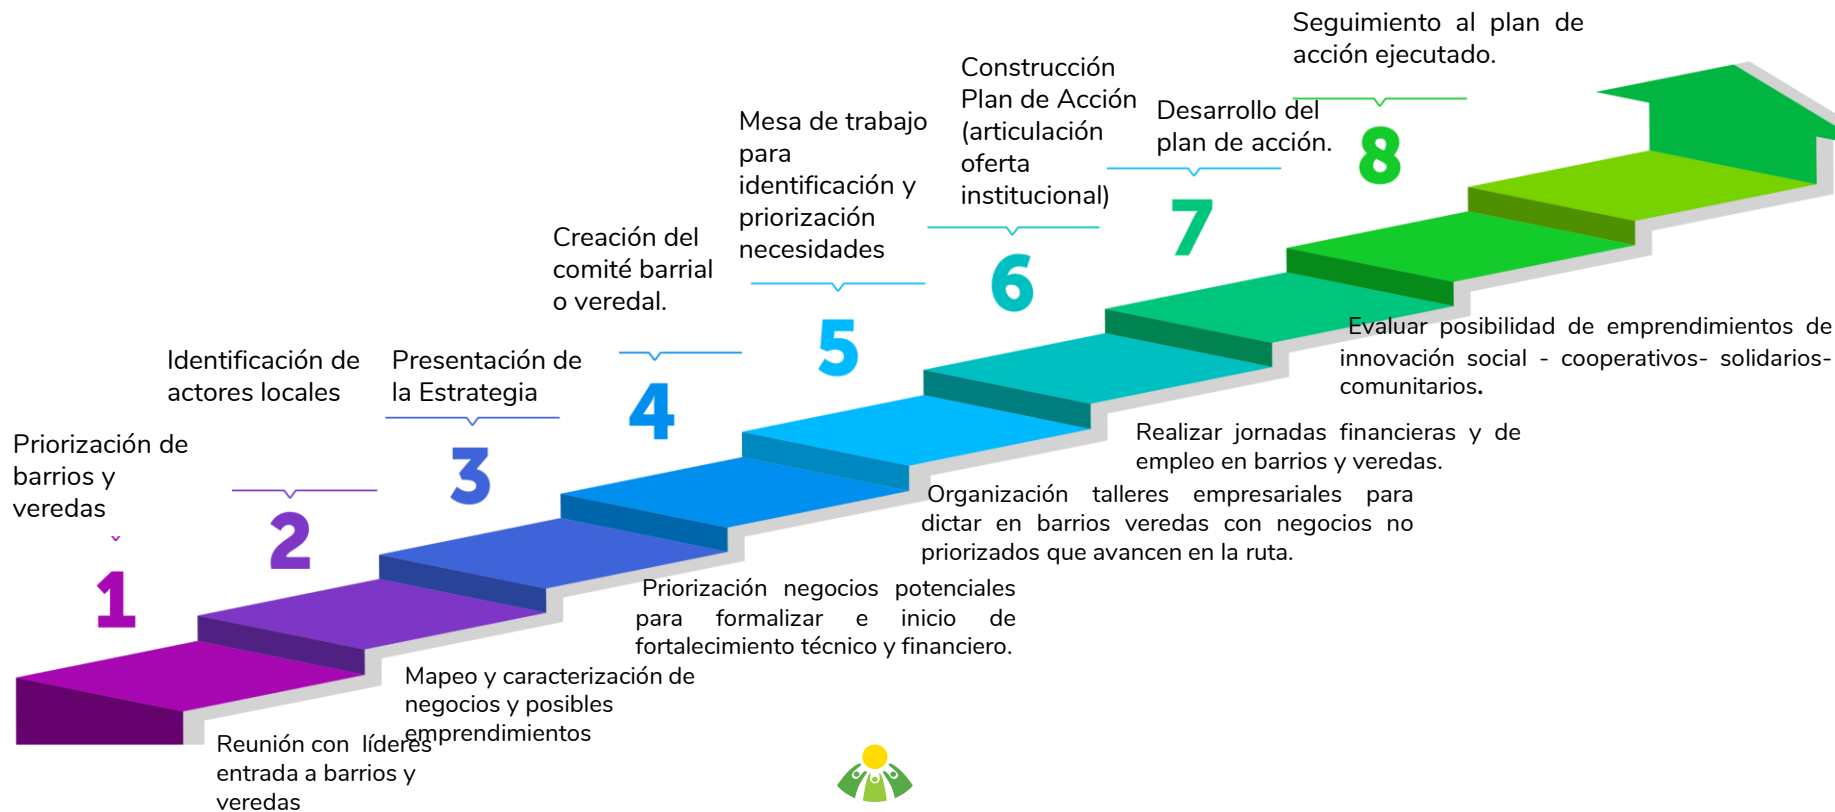 Priorización de
barrios y
veredas
1
Identificación de
actores locales
2
Presentación de
la Estrategia
3
Creación del
comité barrial
o veredal.
4
Mesa de trabajo
para
identificación y
priorización
necesidades
5
Construcción
Plan de Acción
(articulación
oferta
institucional)
6
Desarrollo del
plan de acción.
7
Seguimiento al plan de
acción ejecutado.
8
Reunión con líderes
entrada a barrios y
veredas
Mapeo y caracterización de
negocios y posibles
emprendimientos
Priorización negocios potenciales
para formalizar e inicio de
fortalecimiento técnico y financiero.
Organización talleres empresariales para
dictar en barrios veredas con negocios no
priorizados que avancen en la ruta.
Realizar jornadas financieras y de
empleo en barrios y veredas.
Evaluar posibilidad de emprendimientos de
innovación social - cooperativos- solidarios-
comunitarios.